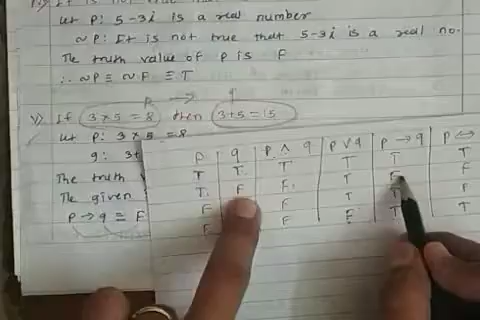 let P: 5-3i is a real number
~P: It is not true that 5-3i is a real no.
The truth value of P is F
∴ ~P ≡ ~F ≡ T
P → q
v) If 3×5=8 then 3+5=15
let P: 3×5=8
q: 3+
The truth
The given
P→q ≡ F
P q P∧q P∨q P→q P⇔
T T T T T T
T F F T F F
F F T T F
F F F T T